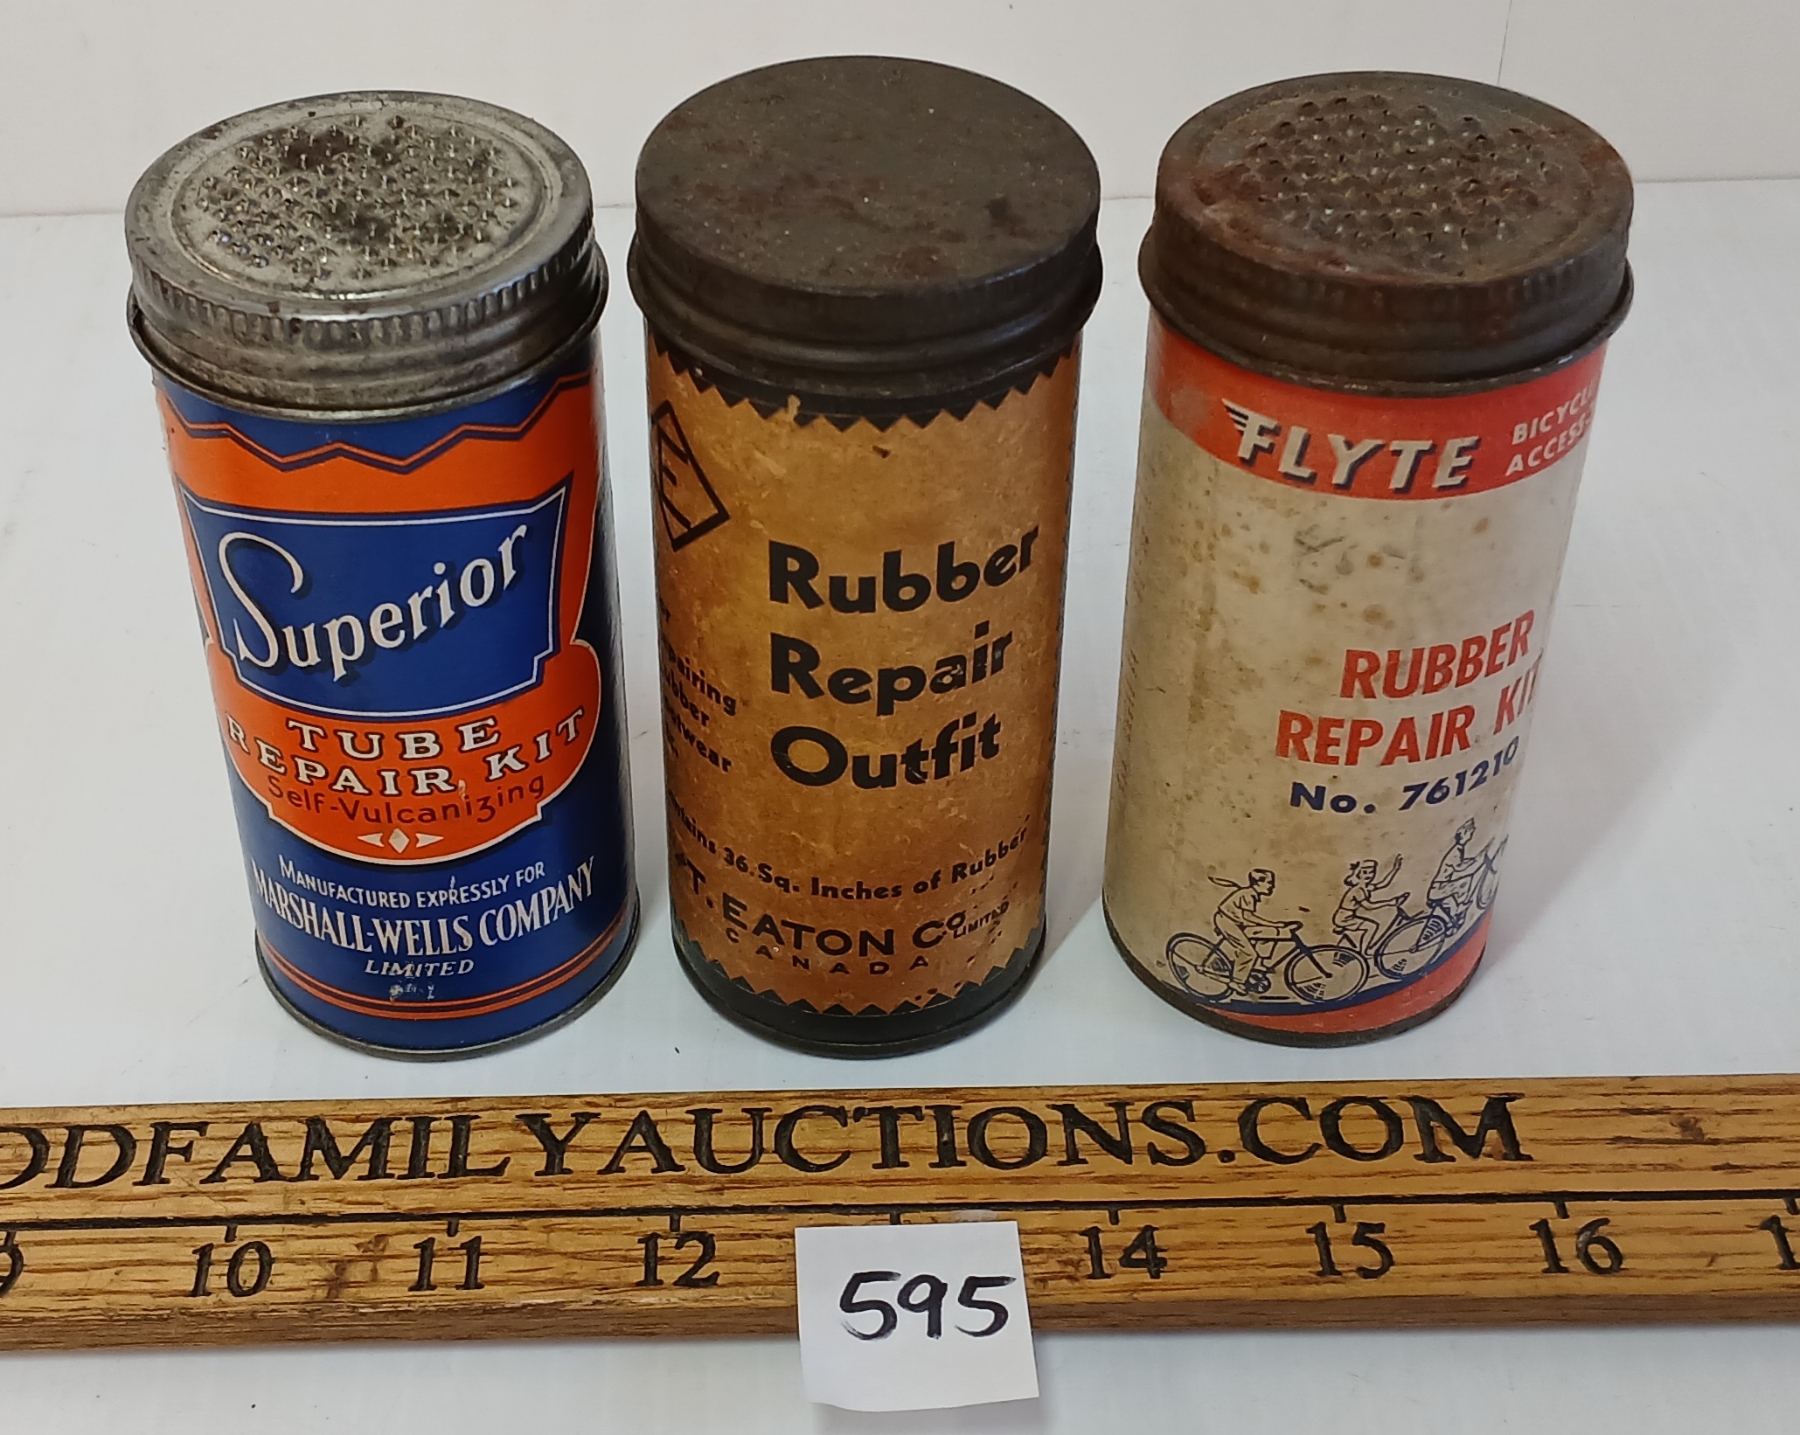 Superior
TUBE
REPAIR KIT
Self-Vulcanizing
MANUFACTURED EXPRESSLY FOR
MARSHALL-WELLS COMPANY
LIMITED
E
Rubber
Repair
Outfit
36 Sq. Inches of Rubber
T. EATON CO LIMITED
CANADA
FLYTE
RUBBER
REPAIR KIT
No. 761210
FAMILYAUCTIONS.COM
10 11 12 14 15 16
595